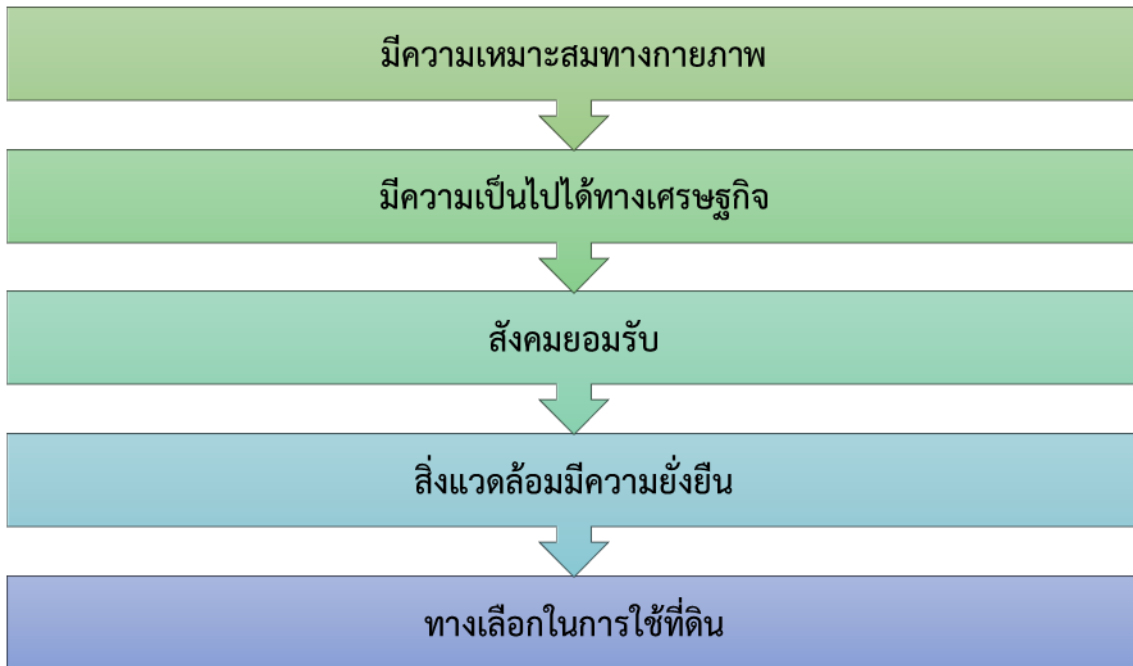 มีความเหมาะสมทางกายภาพ
มีความเป็นไปได้ทางเศรษฐกิจ
สังคมยอมรับ
สิ่งแวดล้อมมีความยั่งยืน
ทางเลือกในการใช้ที่ดิน